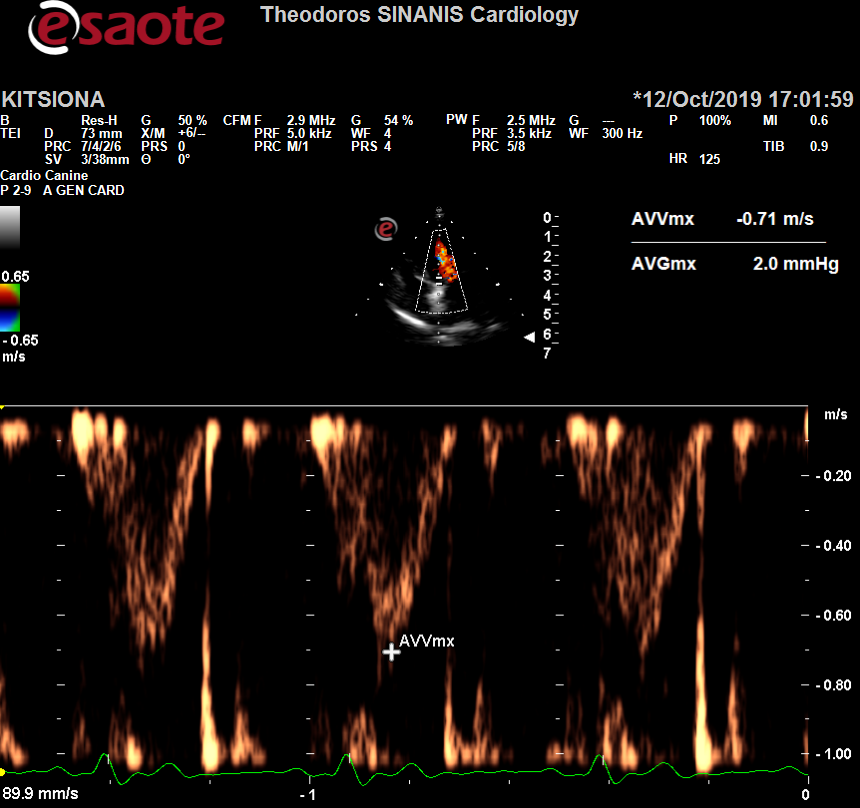 esaote
Theodoros SINANIS Cardiology
KITSIONA *12/Oct/2019 17:01:59
B Res-H G 50 % CFM F 2.9 MHz G 54 % PW F 2.5 MHz G --- P 100% MI 0.6
TEI D 73 mm X/M +6/-- PRF 5.0 kHz WF 4 PRF 3.5 kHz WF 300 Hz
PRC 7/4/2/6 PRS 0 PRC M/1 PRS 4 PRC 5/8 TIB 0.9
SV 3/38mm Θ 0° HR 125
Cardio Canine
P 2-9 A GEN CARD
e
0
1
2
3
4
5
6
7
AVVmx -0.71 m/s
AVGmx 2.0 mmHg
0.65
- 0.65
m/s
m/s
- 0.20
- 0.40
- 0.60
AVVmx
- 0.80
- 1.00
89.9 mm/s - 1 0